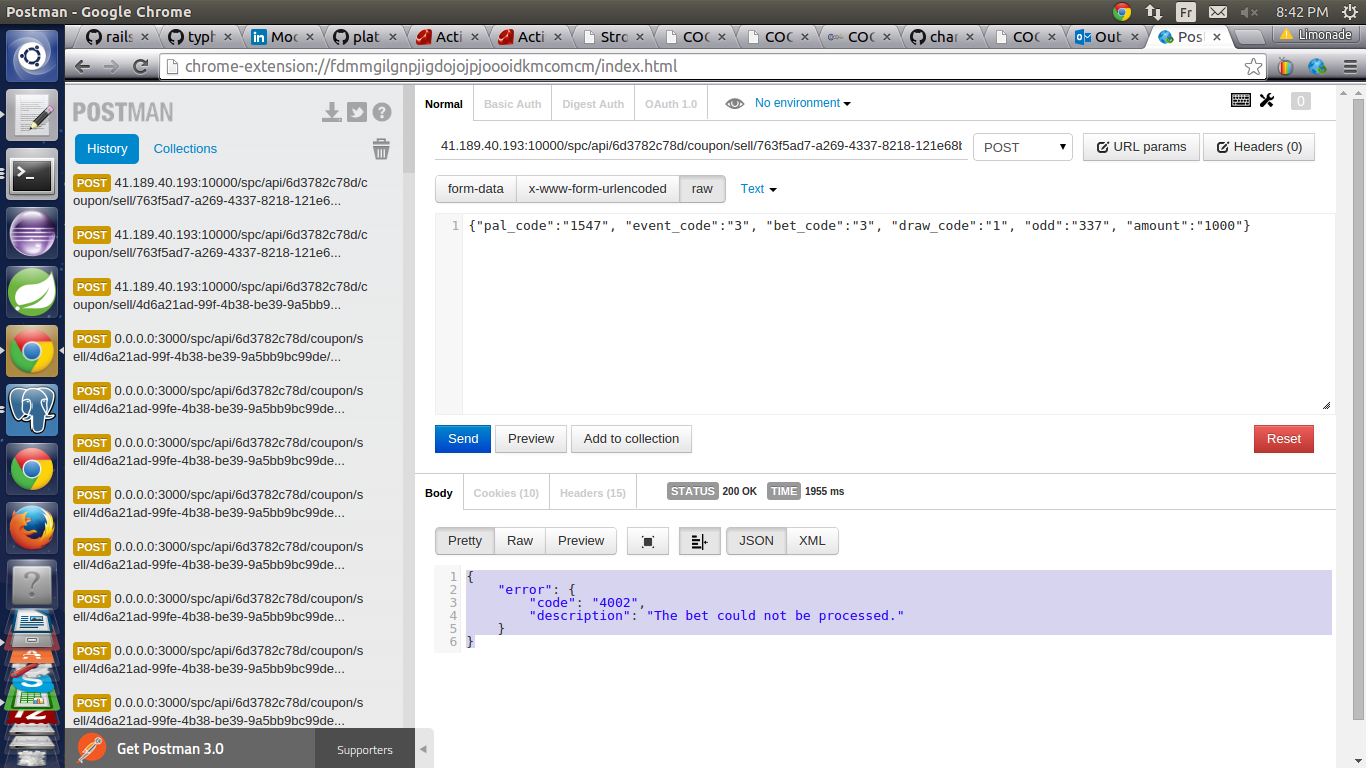 Postman - Google Chrome
Fr
8:42 PM
rails
typh
Moc
plat
Acti
Acti
Stro
COC
COC
COC
char
COC
Out
Pos
Limonade
chrome-extension://fdmmgilgnpjigdojojpjoooidkmcomcm/index.html
POSTMAN
History
Collections
POST 41.189.40.193:10000/spc/api/6d3782c78d/c
oupon/sell/763f5ad7-a269-4337-8218-121e6...
POST 41.189.40.193:10000/spc/api/6d3782c78d/c
oupon/sell/763f5ad7-a269-4337-8218-121e6...
POST 41.189.40.193:10000/spc/api/6d3782c78d/c
oupon/sell/4d6a21ad-99f-4b38-be39-9a5bb9...
POST 0.0.0.0:3000/spc/api/6d3782c78d/coupon/s
ell/4d6a21ad-99f-4b38-be39-9a5bb9bc99de/...
POST 0.0.0.0:3000/spc/api/6d3782c78d/coupon/s
ell/4d6a21ad-99fe-4b38-be39-9a5bb9bc99de...
POST 0.0.0.0:3000/spc/api/6d3782c78d/coupon/s
ell/4d6a21ad-99fe-4b38-be39-9a5bb9bc99de...
POST 0.0.0.0:3000/spc/api/6d3782c78d/coupon/s
ell/4d6a21ad-99fe-4b38-be39-9a5bb9bc99de...
POST 0.0.0.0:3000/spc/api/6d3782c78d/coupon/s
ell/4d6a21ad-99fe-4b38-be39-9a5bb9bc99de...
POST 0.0.0.0:3000/spc/api/6d3782c78d/coupon/s
ell/4d6a21ad-99fe-4b38-be39-9a5bb9bc99de...
POST 0.0.0.0:3000/spc/api/6d3782c78d/coupon/s
ell/4d6a21ad-99fe-4b38-be39-9a5bb9bc99de...
POST 0.0.0.0:3000/spc/api/6d3782c78d/coupon/s
ell/4d6a21ad-99fe-4b38-be39-9a5bb9bc99de...
Get Postman 3.0
Supporters
Normal
Basic Auth
Digest Auth
OAuth 1.0
No environment
0
41.189.40.193:10000/spc/api/6d3782c78d/coupon/sell/763f5ad7-a269-4337-8218-121e68b
POST
URL params
Headers (0)
form-data
x-www-form-urlencoded
raw
Text
1 {"pal_code":"1547", "event_code":"3", "bet_code":"3", "draw_code":"1", "odd":"337", "amount":"1000"}
Send
Preview
Add to collection
Reset
Body
Cookies (10)
Headers (15)
STATUS 200 OK
TIME 1955 ms
Pretty
Raw
Preview
JSON
XML
1 {
2 "error": {
3 "code": "4002",
4 "description": "The bet could not be processed."
5 }
6 }